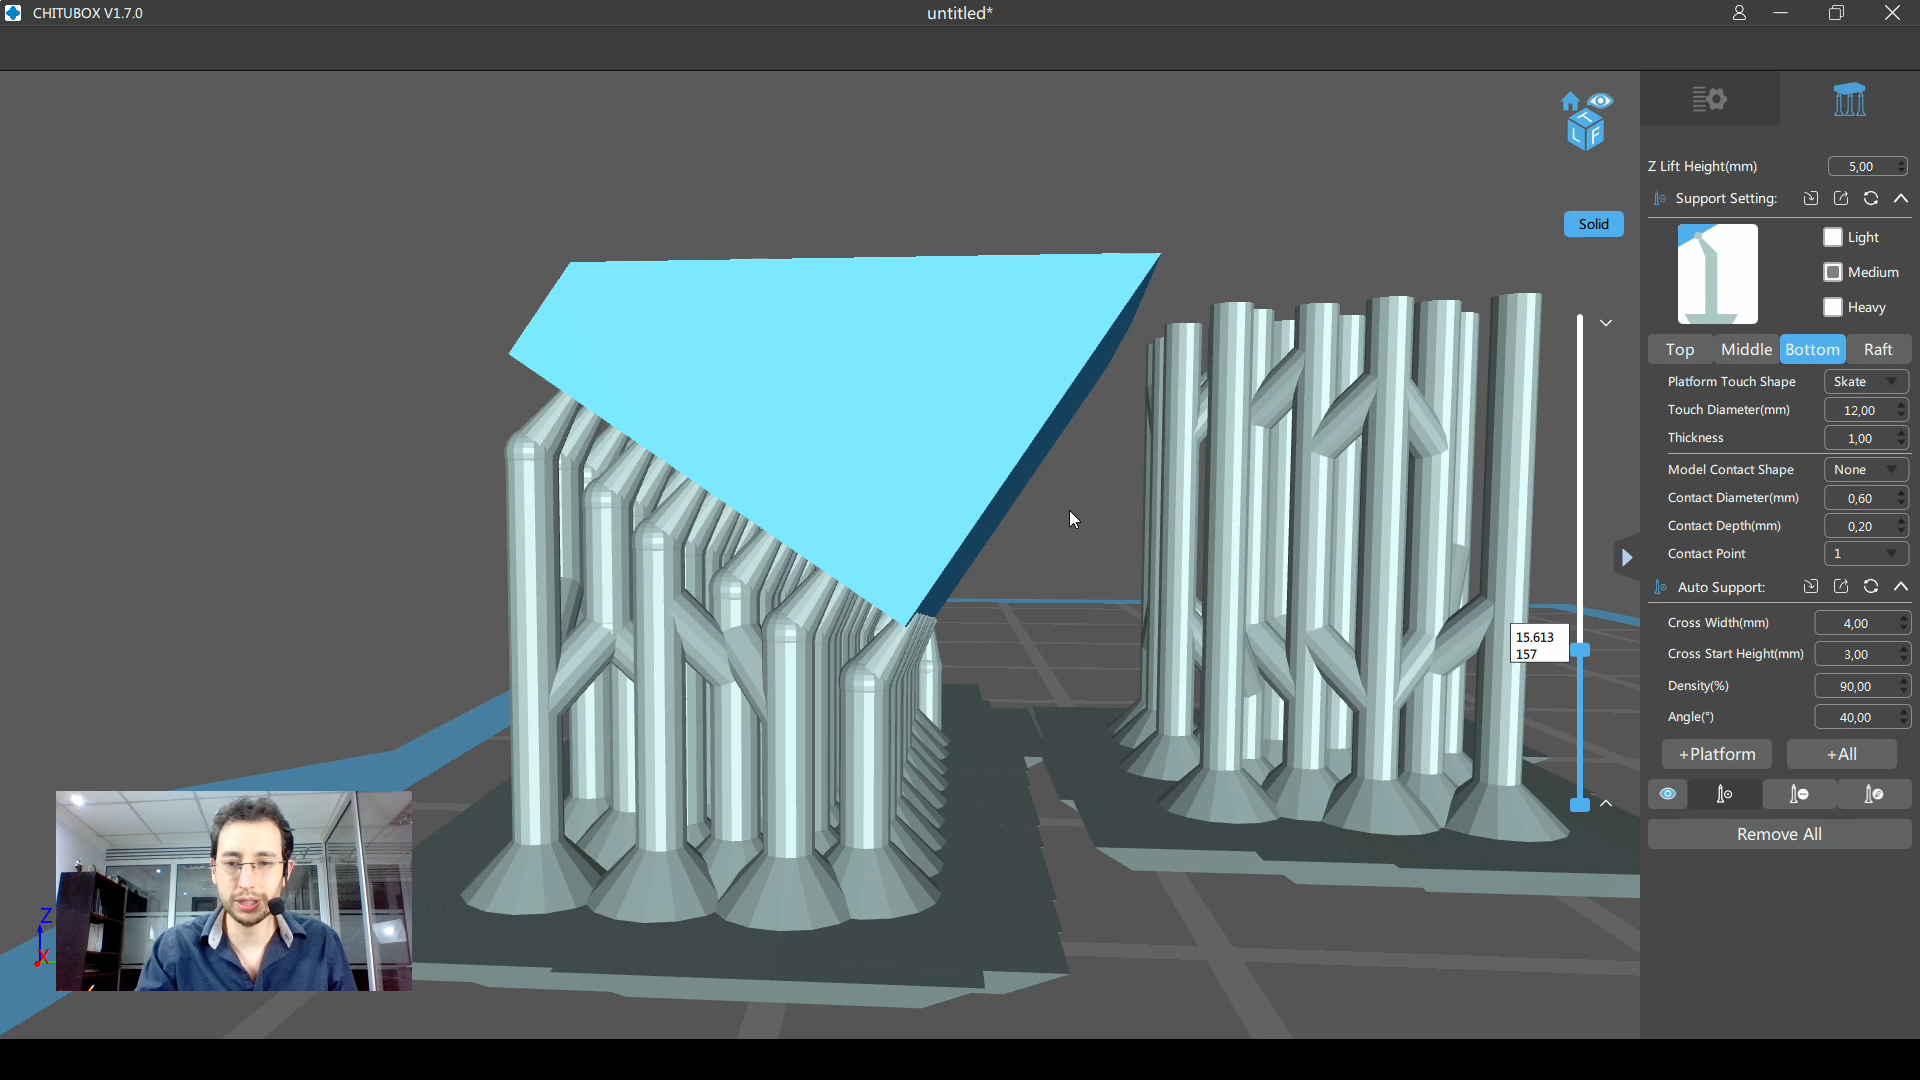 CHITUBOX V1.7.0
untitled*
T
L F
Z Lift Height(mm) 5,00
Support Setting:
Solid
Light
Medium
Heavy
Top Middle Bottom Raft
Platform Touch Shape Skate
Touch Diameter(mm) 12,00
Thickness 1,00
Model Contact Shape None
Contact Diameter(mm) 0,60
Contact Depth(mm) 0,20
Contact Point 1
Auto Support:
Cross Width(mm) 4,00
15.613
157
Cross Start Height(mm) 3,00
Density(%) 90,00
Angle(°) 40,00
+Platform +All
Remove All
Z
X